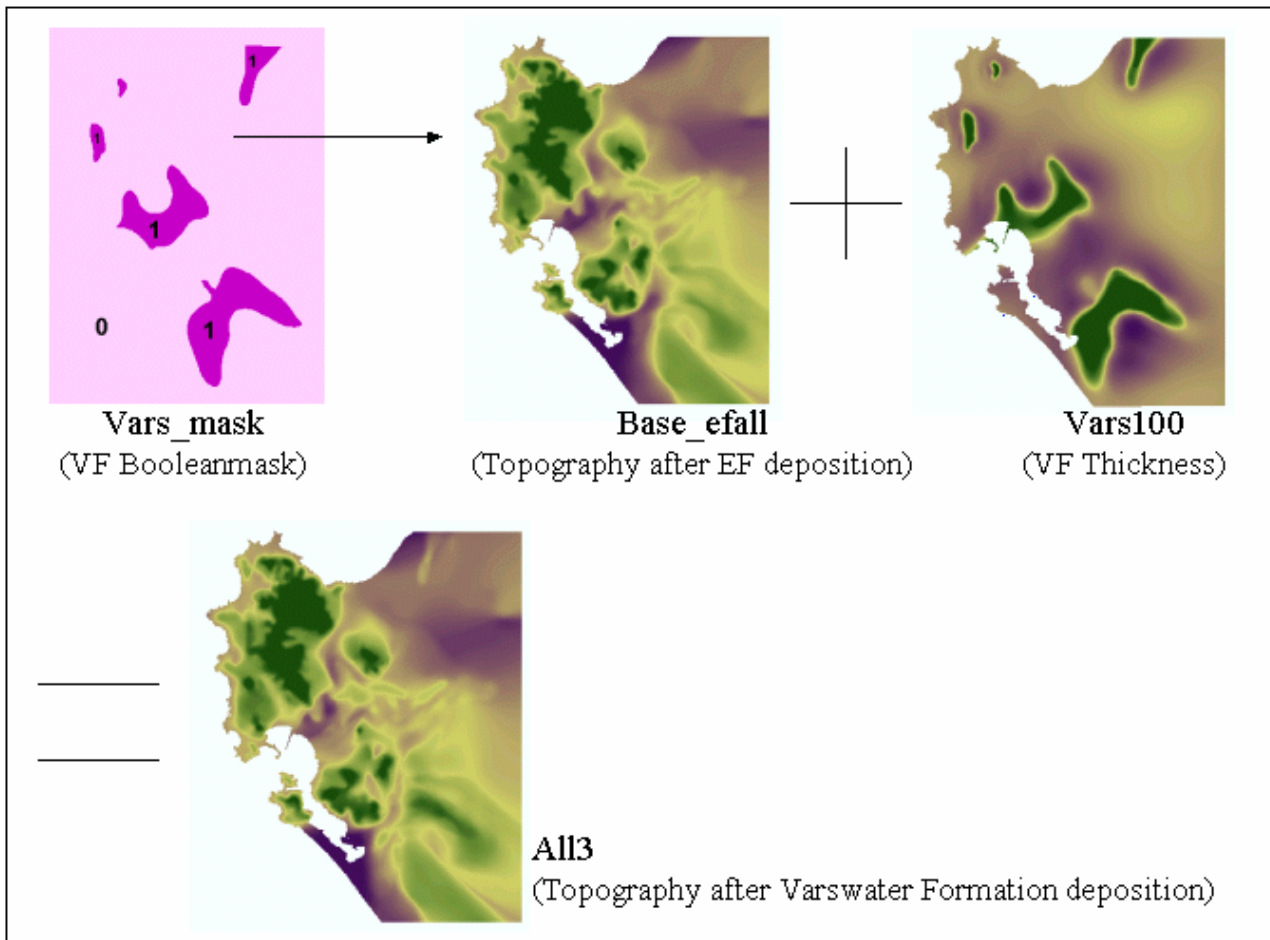 1
1
1
0
1
Vars_mask
(VF Booleanmask)
Base_efall
(Topography after EF deposition)
Vars100
(VF Thickness)
All3
(Topography after Varswater Formation deposition)